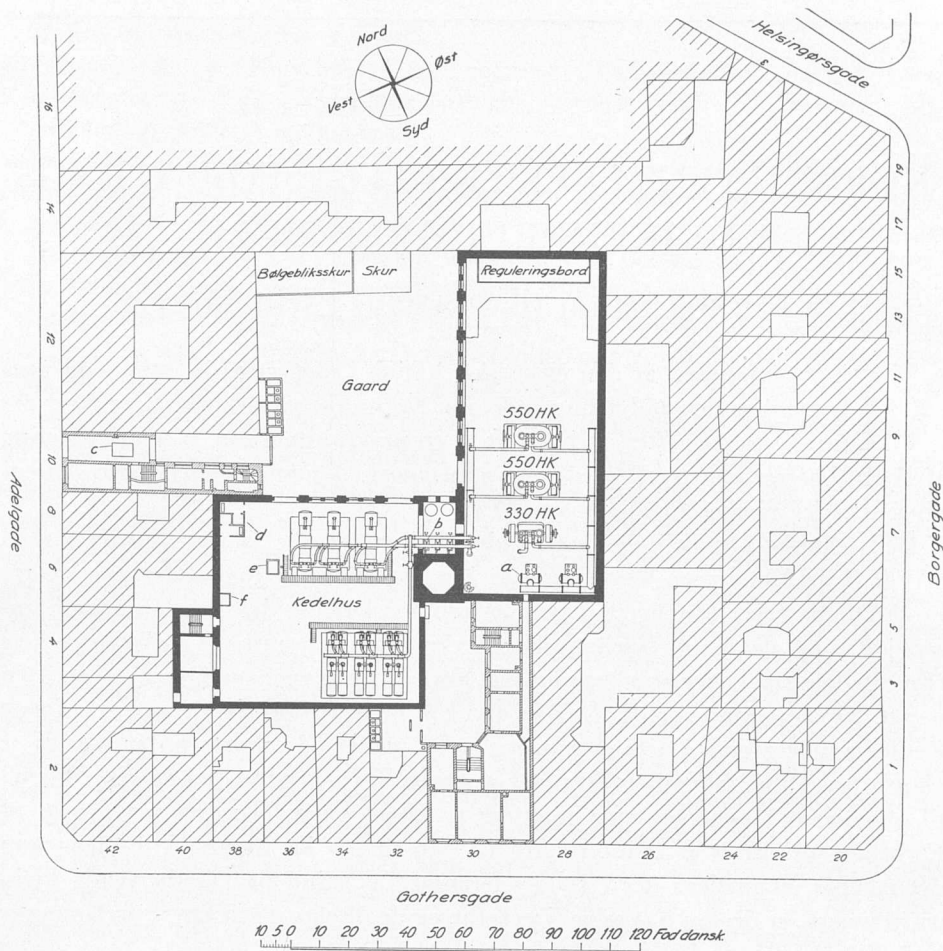 Nord
Øst
Vest
Syd
Helsingørsgade
3
16
14
12
10
8
6
4
2
Adelgade
19
17
15
13
11
9
7
5
3
1
Borgergade
Bølgebliksskur
Skur
Reguleringsbord
Gaard
550 HK
550 HK
330 HK
a
b
c
d
e
f
Kedelhus
42 40 38 36 34 32 30 28 26 24 22 20
Gothersgade
10 5 0 10 20 30 40 50 60 70 80 90 100 110 120 Fod dansk.